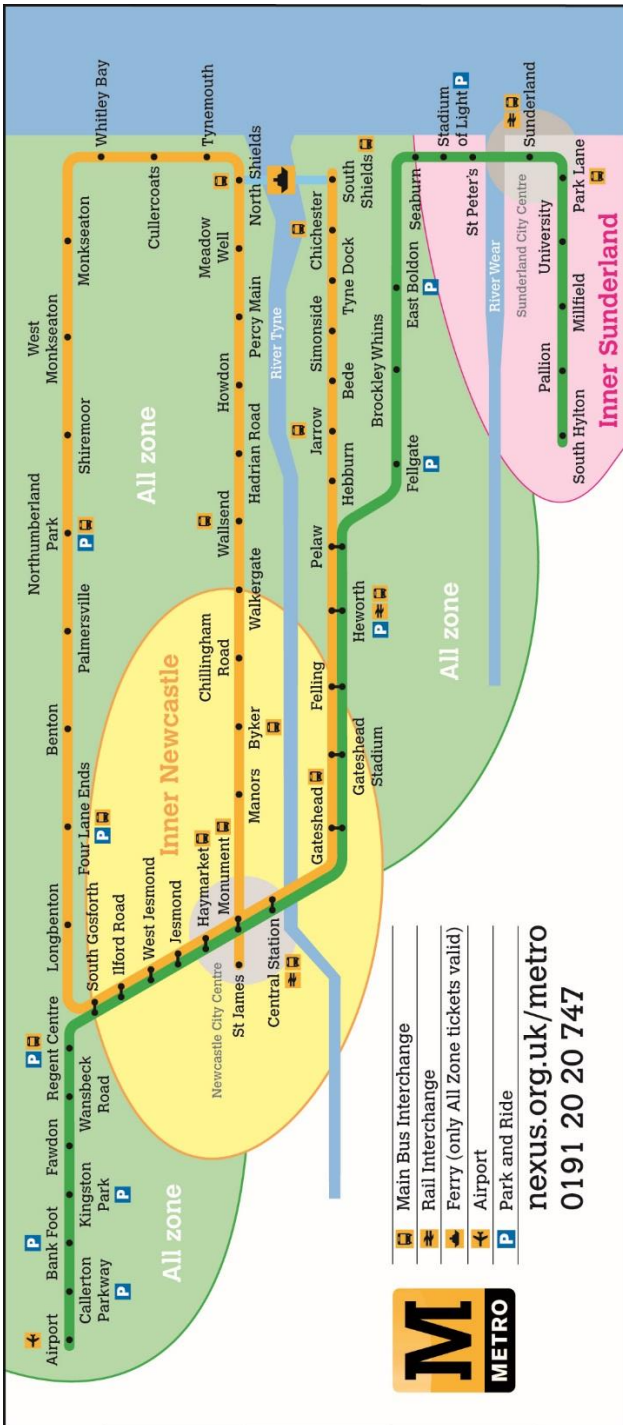 Airport
Callerton
Parkway
Bank Foot
Kingston
Park
Fawdon
Wansbeck
Road
Regent Centre
South Gosforth
Longbenton
Four Lane Ends
Benton
Palmersville
Northumberland
Park
Shiremoor
West
Monkseaton
Monkseaton
Whitley Bay
Cullercoats
Tynemouth
North Shields
Meadow
Well
Percy Main
Howdon
Hadrian Road
Wallsend
Walkergate
Chillingham
Road
Byker
Manors
Monument
St James
Ilford Road
West Jesmond
Jesmond
Haymarket
Newcastle City Centre
Central Station
Gateshead
Gateshead
Stadium
Felling
Heworth
Pelaw
Hebburn
Jarrow
Bede
Simonside
Tyne Dock
Chichester
South
Shields
Fellgate
Brockley Whins
East Boldon
Seaburn
Stadium
of Light
St Peter's
Sunderland
Sunderland City Centre
Park Lane
University
Millfield
Pallion
South Hylton
All zone
All zone
All zone
Inner Newcastle
Inner Sunderland
River Tyne
River Wear
P
P
P
P
P
P
P
P
P
P
Main Bus Interchange
Rail Interchange
Ferry (only All Zone tickets valid)
Airport
P Park and Ride
nexus.org.uk/metro
0191 20 20 747
M
METRO